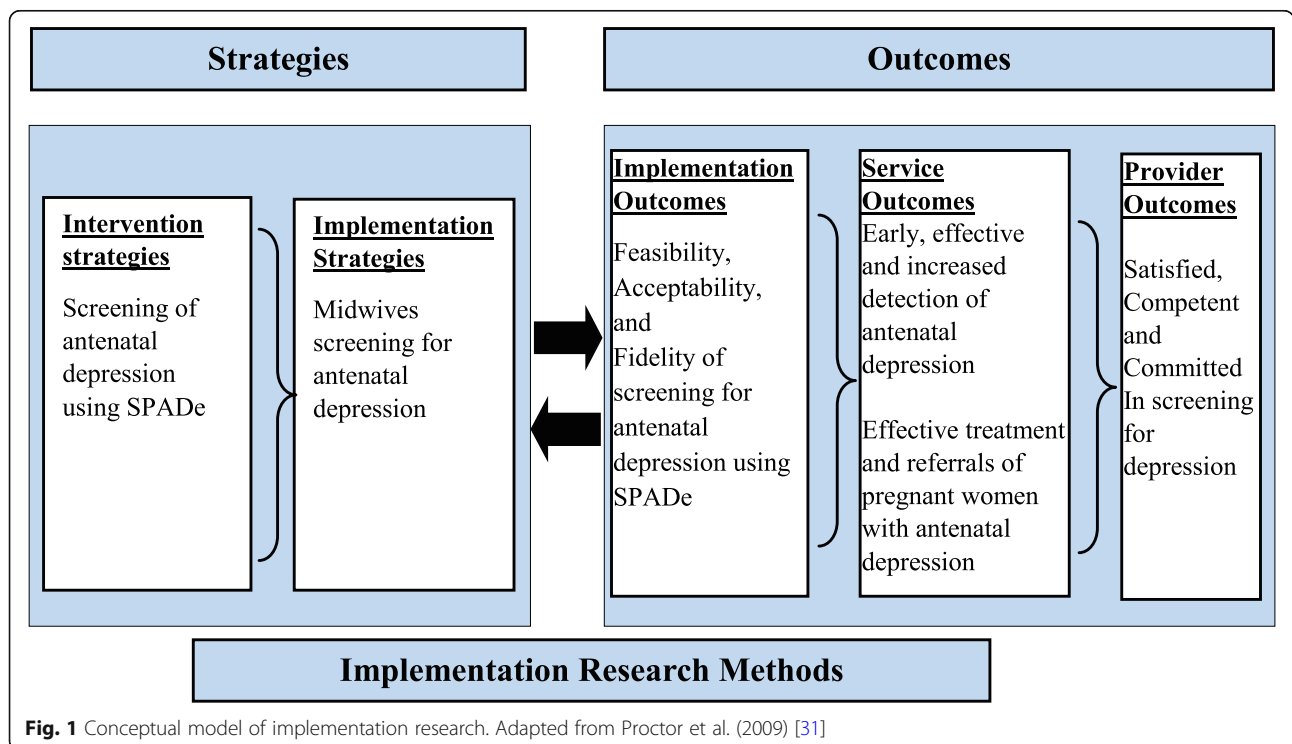 Strategies
Outcomes
Intervention
strategies
Screening of
antenatal
depression
using SPADe
Implementation
Strategies
Midwives
screening for
antenatal
depression
Implementation
Outcomes
Feasibility,
Acceptability,
and
Fidelity of
screening for
antenatal
depression using
SPADe
Service
Outcomes
Early, effective
and increased
detection of
antenatal
depression
Effective treatment
and referrals of
pregnant women
with antenatal
depression
Provider
Outcomes
Satisfied,
Competent
and
Committed
In screening
for
depression
Implementation Research Methods
Fig. 1 Conceptual model of implementation research. Adapted from Proctor et al. (2009) [31]